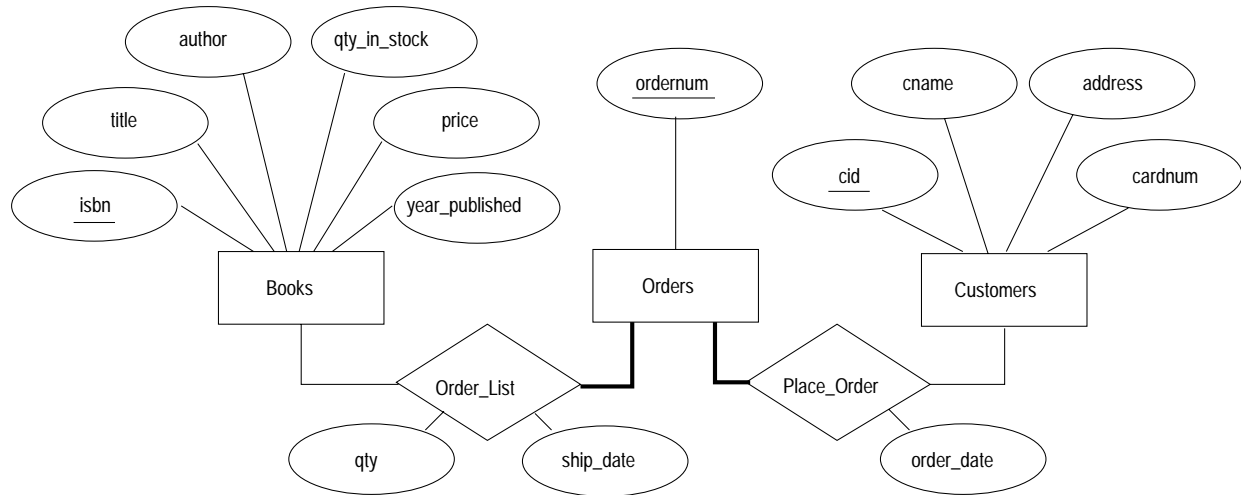 author
qty_in_stock
ordernum
cname
address
title
price
cid
cardnum
isbn
year_published
Books
Orders
Customers
Order_List
Place_Order
qty
ship_date
order_date